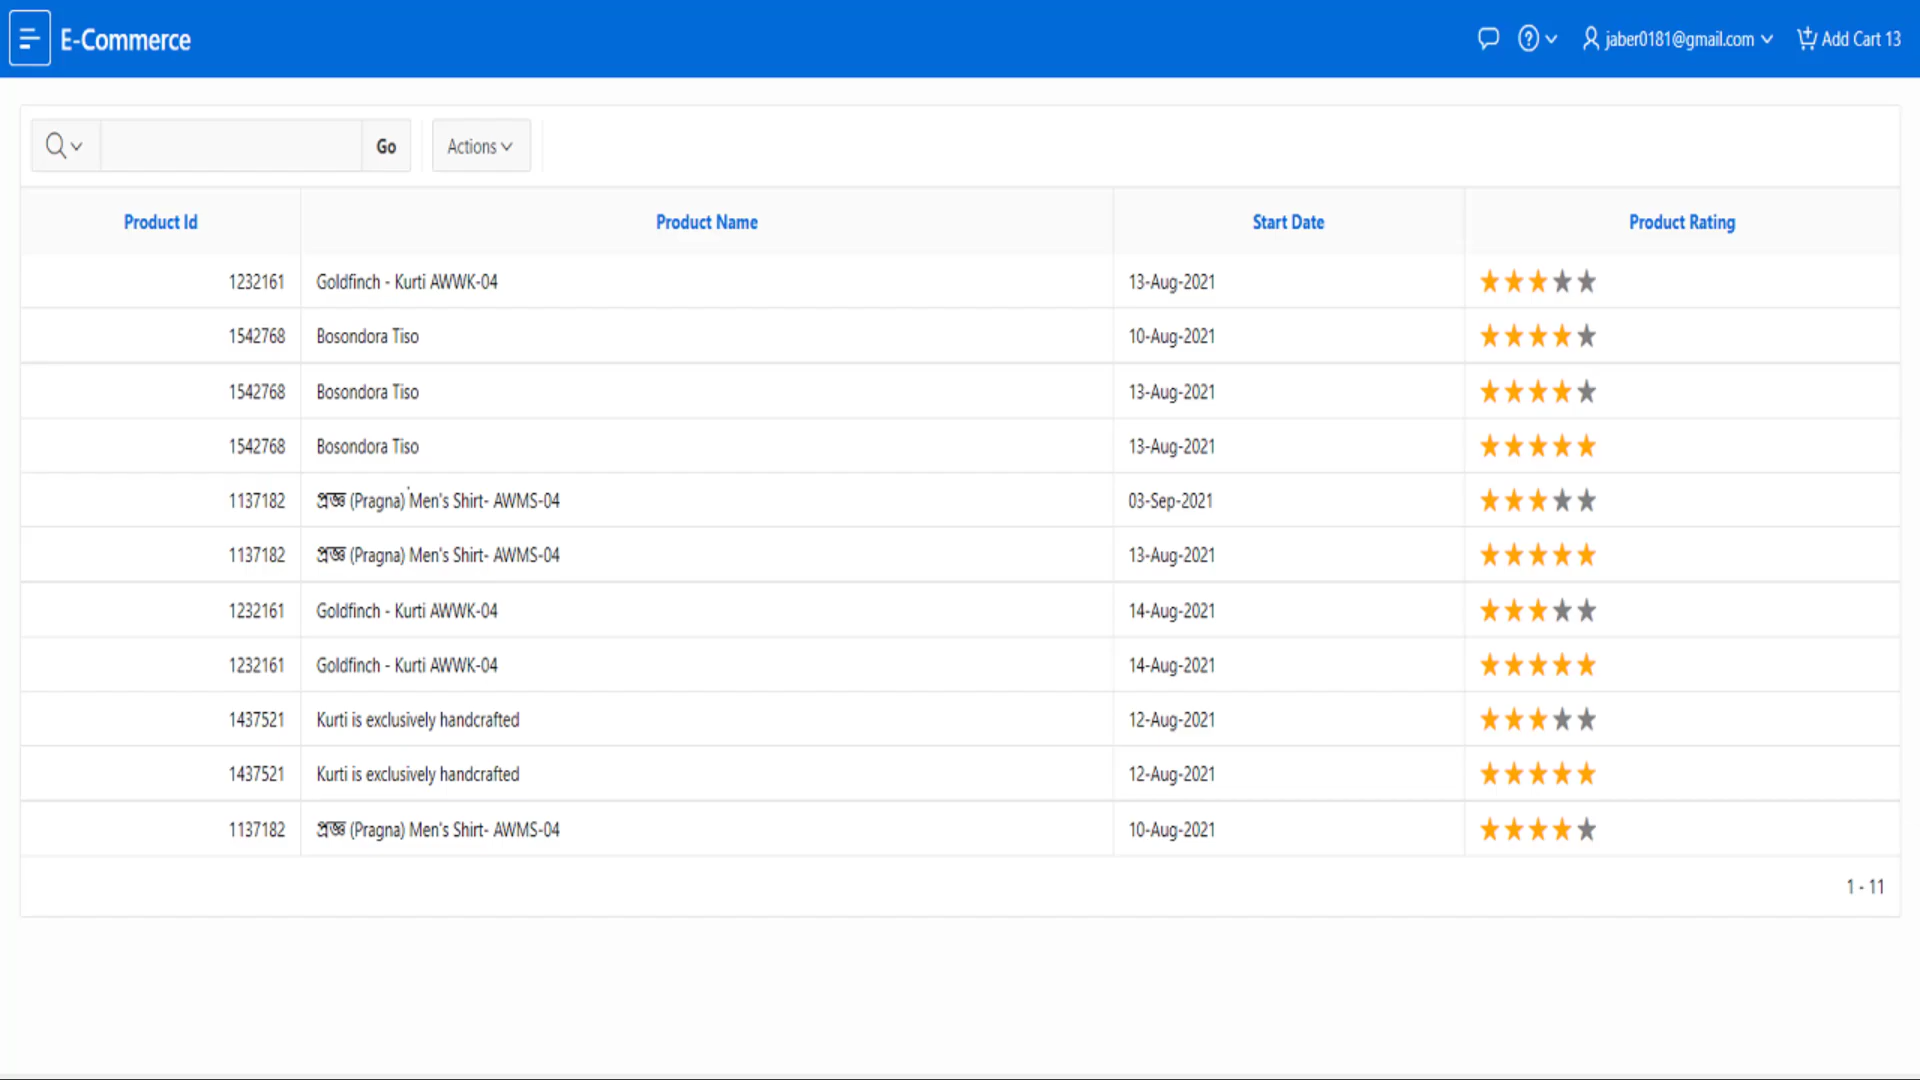 E-Commerce
jaber0181@gmail.com
Add Cart 13
Go
Actions
Product Id Product Name Start Date Product Rating
1232161 Goldfinch - Kurti AWWK-04 13-Aug-2021
1542768 Bosondora Tiso 10-Aug-2021
1542768 Bosondora Tiso 13-Aug-2021
1542768 Bosondora Tiso 13-Aug-2021
1137182 প্রজ্ঞ (Pragna) Men's Shirt- AWMS-04 03-Sep-2021
1137182 প্রজ্ঞ (Pragna) Men's Shirt- AWMS-04 13-Aug-2021
1232161 Goldfinch - Kurti AWWK-04 14-Aug-2021
1232161 Goldfinch - Kurti AWWK-04 14-Aug-2021
1437521 Kurti is exclusively handcrafted 12-Aug-2021
1437521 Kurti is exclusively handcrafted 12-Aug-2021
1137182 প্রজ্ঞ (Pragna) Men's Shirt- AWMS-04 10-Aug-2021
1 - 11